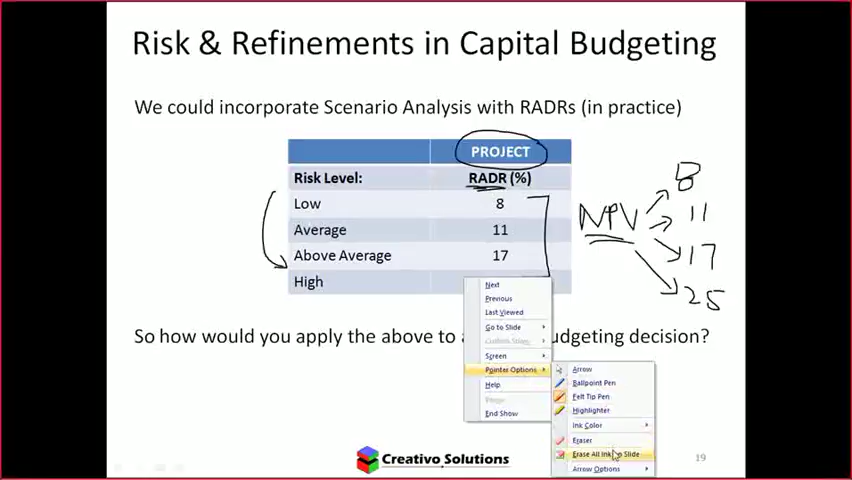 Risk & Refinements in Capital Budgeting
We could incorporate Scenario Analysis with RADRs (in practice)
PROJECT
Risk Level: RADR (%)
Low 8
Average 11
Above Average 17
High
NPV
8
11
17
25
Next
Previous
Last Viewed
Go to Slide
Custom Show
Screen
Pointer Options
Help
Pause
End Show
So how would you apply the above to a udgeting decision?
Arrow
Ballpoint Pen
Felt Tip Pen
Highlighter
Ink Color
Eraser
Erase All Ink on Slide
Arrow Options
Creativo Solutions
19